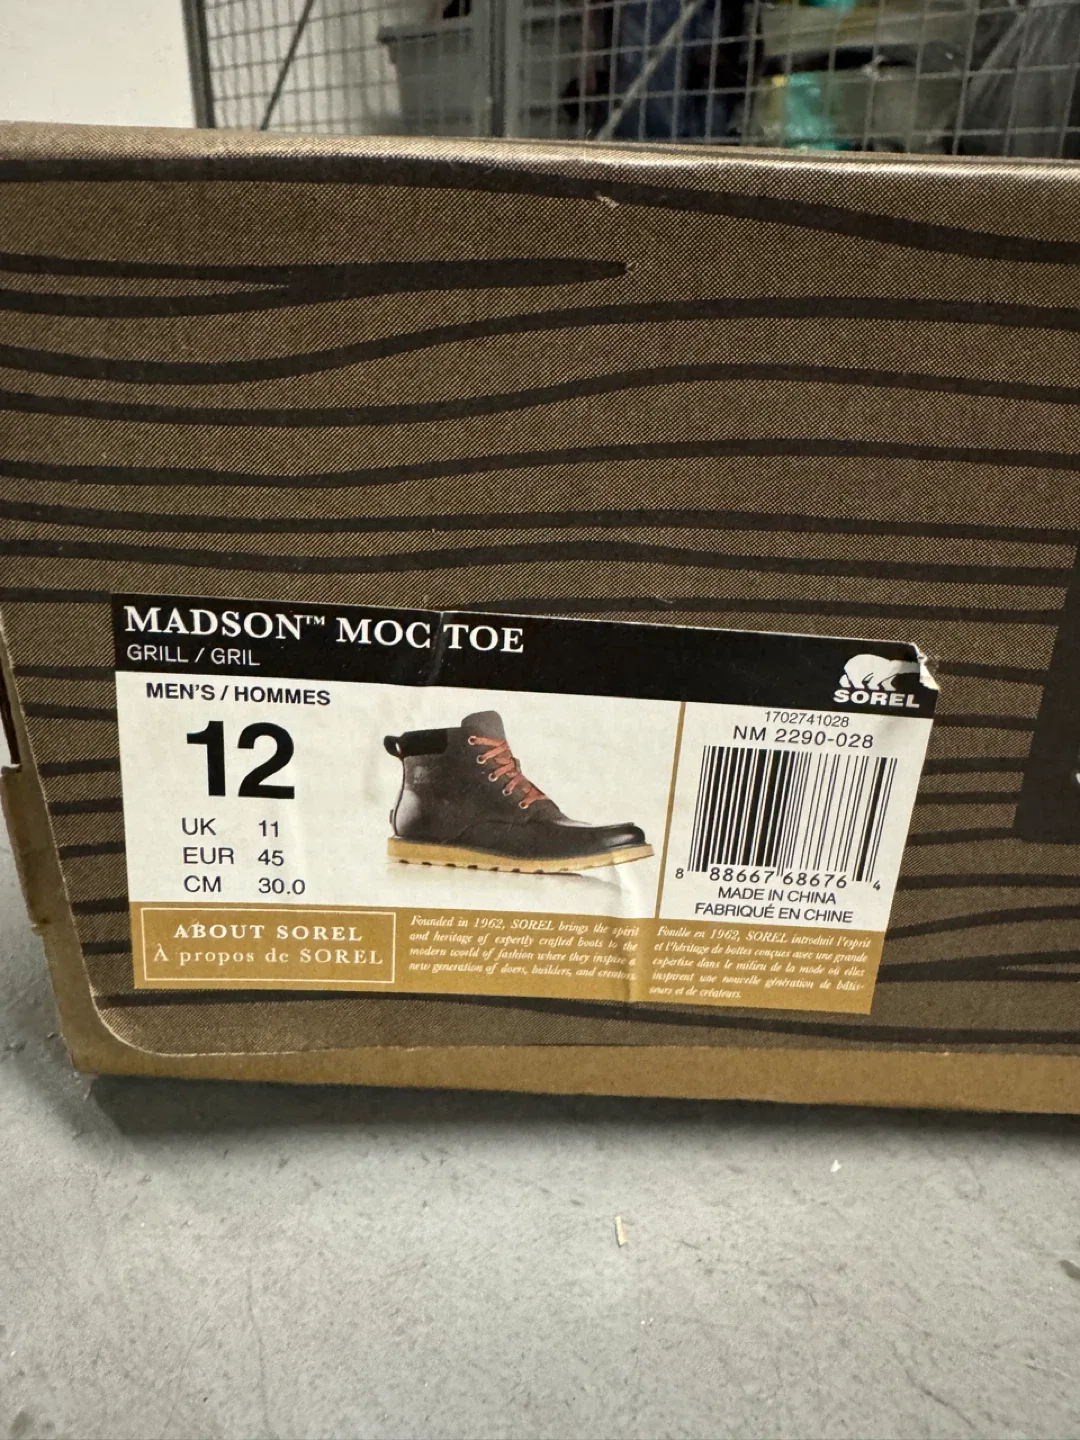 MADSON™ MOC TOE
GRILL / GRIL
SOREL
MEN'S / HOMMES
12
UK 11
EUR 45
CM 30.0
1702741028
NM 2290-028
8 88667 68676 4
MADE IN CHINA
FABRIQUÉ EN CHINE
ABOUT SOREL
À propos de SOREL
Founded in 1962, SOREL brings the spirit
and heritage of expertly crafted boots to the
modern world of fashion where they inspire a
new generation of doers, builders, and creators.
Foulée en 1962, SOREL introduit l'esprit
et l'héritage de bottes conçues avec une grande
expertise dans le milieu de la mode où elles
inspirent une nouvelle génération de bâtis-
seurs et de créateurs.